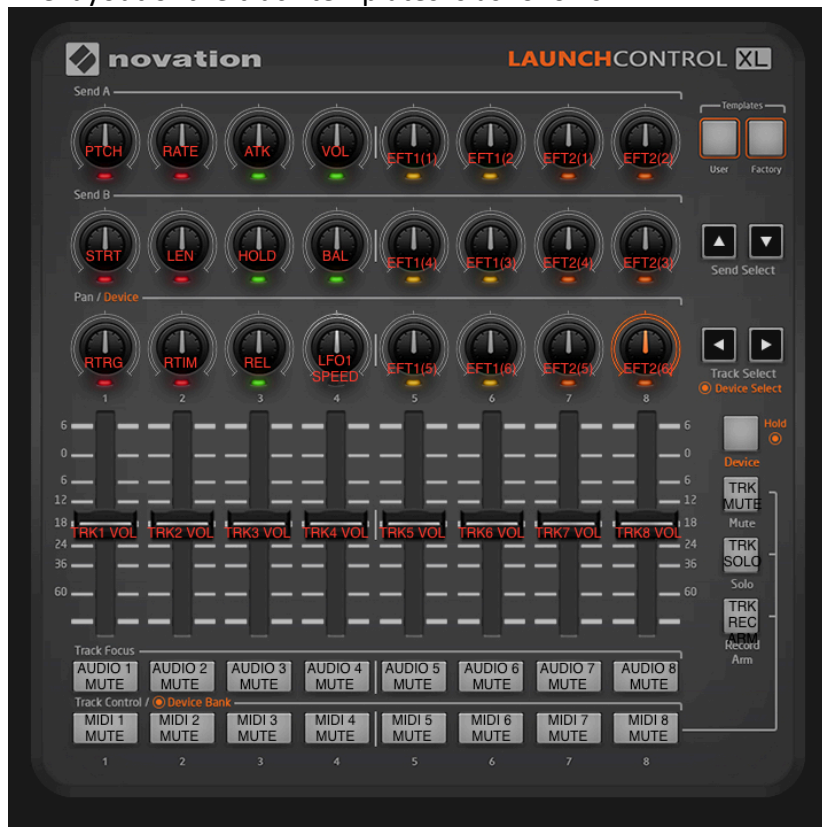 novation
LAUNCHCONTROL XL
Send A
Templates
PTCH RATE ATK VOL EFT1(1) EFT1(2 EFT2(1) EFT2(2)
User Factory
Send B
STRT LEN HOLD BAL EFT1(4) EFT1(3) EFT2(4) EFT2(3)
Send Select
Pan / Device
RTRG RTIM REL LFO1 SPEED EFT1(5) EFT1(6) EFT2(5) EFT2(6)
Track Select
Device Select
1 2 3 4 5 6 7 8
6 6
Hold
0 0
Device
6 6
12 12
TRK MUTE
Mute
18 TRK1 VOL TRK2 VOL TRK3 VOL TRK4 VOL TRK5 VOL TRK6 VOL TRK7 VOL TRK8 VOL 18
24 24
36 36
TRK SOLO
Solo
60 60
TRK REC ARM
Record Arm
Track Focus
AUDIO 1 MUTE AUDIO 2 MUTE AUDIO 3 MUTE AUDIO 4 MUTE AUDIO 5 MUTE AUDIO 6 MUTE AUDIO 7 MUTE AUDIO 8 MUTE
Track Control / Device Bank
MIDI 1 MUTE MIDI 2 MUTE MIDI 3 MUTE MIDI 4 MUTE MIDI 5 MUTE MIDI 6 MUTE MIDI 7 MUTE MIDI 8 MUTE
1 2 3 4 5 6 7 8